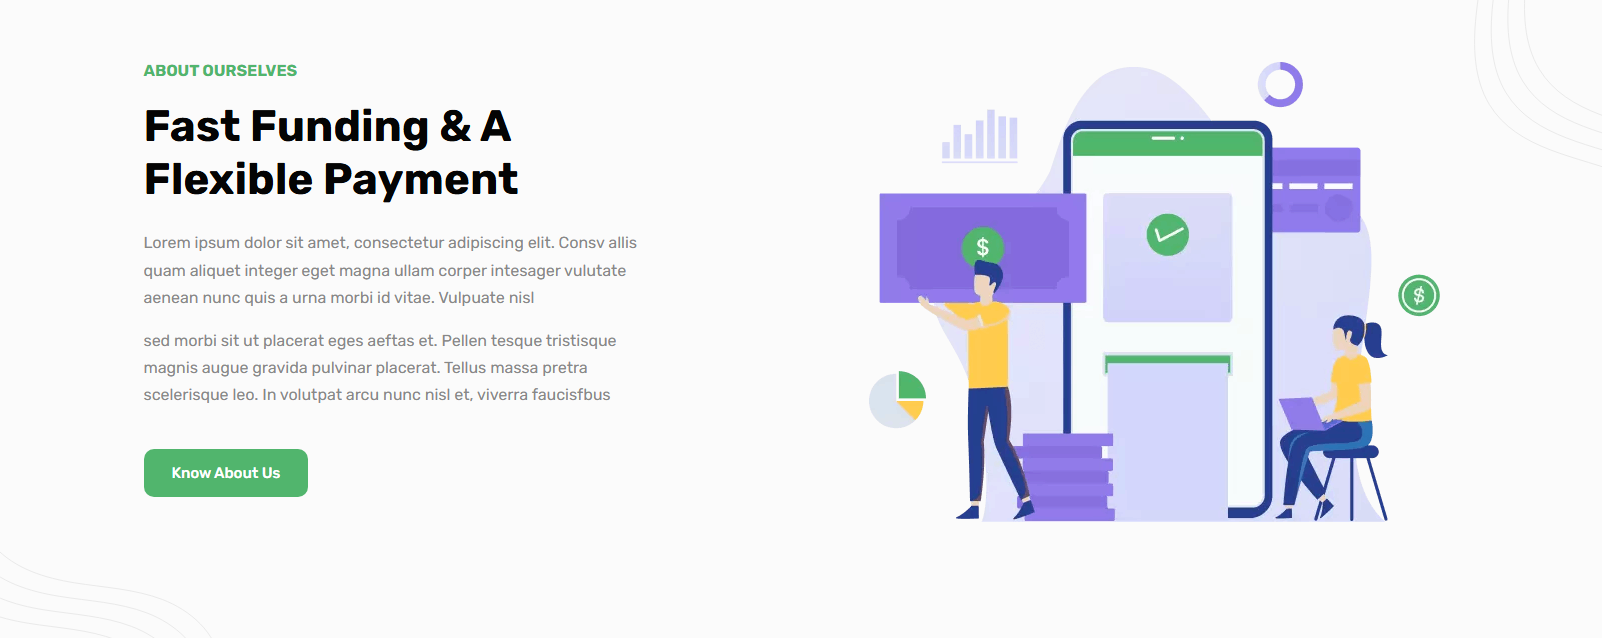 ABOUT OURSELVES
Fast Funding & A
Flexible Payment
Lorem ipsum dolor sit amet, consectetur adipiscing elit. Consv allis
quam aliquet integer eget magna ullam corper intesager vulutate
aenean nunc quis a urna morbi id vitae. Vulpuate nisl
sed morbi sit ut placerat eges aeftas et. Pellen tesque tristisque
magnis augue gravida pulvinar placerat. Tellus massa pretra
scelerisque leo. In volutpat arcu nunc nisl et, viverra faucisfbus
Know About Us
$
$